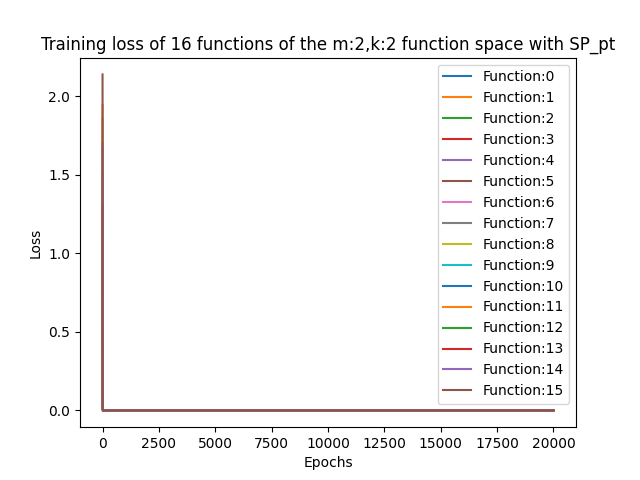 Training loss of 16 functions of the m:2,k:2 function space with SP_pt
Function:0
Function:1
Function:2
Function:3
Function:4
Function:5
Function:6
Function:7
Function:8
Function:9
Function:10
Function:11
Function:12
Function:13
Function:14
Function:15
2.0
1.5
1.0
0.5
0.0
Loss
0 2500 5000 7500 10000 12500 15000 17500 20000
Epochs